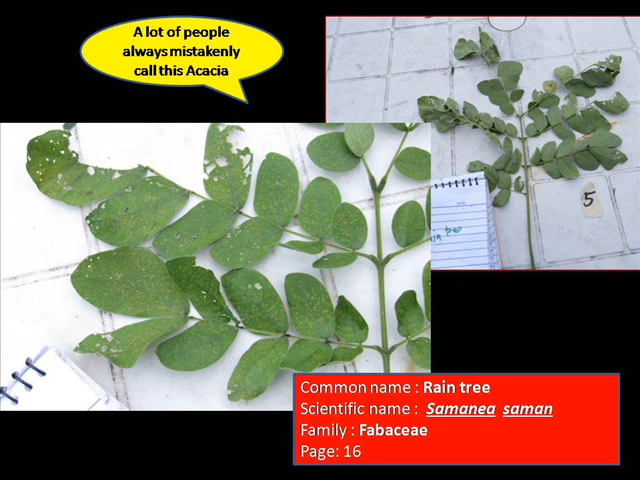 A lot of people
always mistakenly
call this Acacia
5
tree
Common name : Rain tree
Scientific name : Samanea saman
Family : Fabaceae
Page: 16